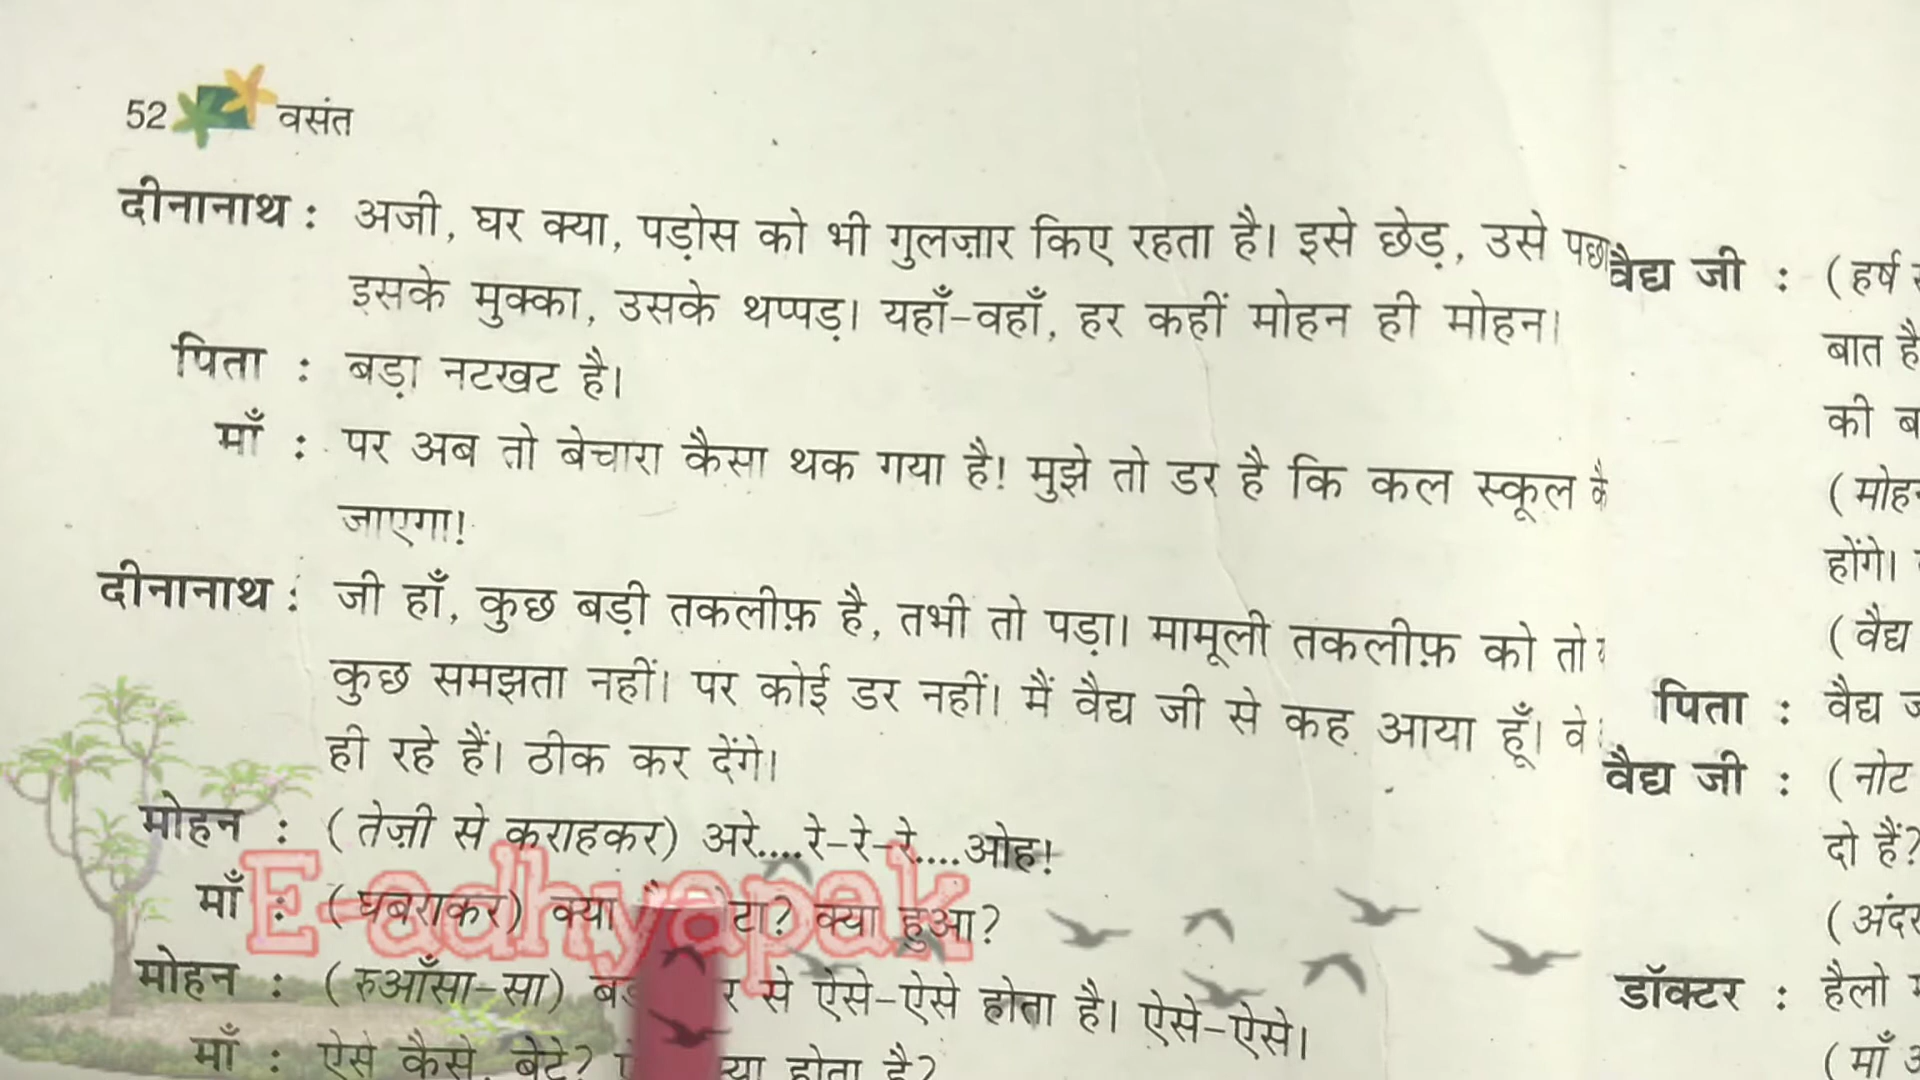 52 वसंत
दीनानाथ : अजी, घर क्या, पड़ोस को भी गुलज़ार किए रहता है। इसे छेड़, उसे पछा
इसके मुक्का, उसके थप्पड़। यहाँ-वहाँ, हर कहीं मोहन ही मोहन।
पिता : बड़ा नटखट है।
माँ : पर अब तो बेचारा कैसा थक गया है! मुझे तो डर है कि कल स्कूल
जाएगा!
दीनानाथ : जी हाँ, कुछ बड़ी तकलीफ़ है, तभी तो पड़ा। मामूली तकलीफ़ को तो
कुछ समझता नहीं। पर कोई डर नहीं। मैं वैद्य जी से कह आया हूँ। वे
ही रहे हैं। ठीक कर देंगे।
मोहन : (तेज़ी से कराहकर) अरे....रे-रे-रे....ओह!
माँ : (घबराकर) क्या टा? क्या हुआ?
मोहन : (रुआँसा-सा) से ऐसे-ऐसे होता है। ऐसे-ऐसे।
माँ : ऐसे कैसे, बेटे? होता है?
E-adhyapak
वैद्य जी : (हर्ष
बात है
की
(मोहन
होंगे।
(वैद्य
पिता : वैद्य
वैद्य जी : (नोट
दो हैं?
(अंदर
डॉक्टर : हैलो
(माँ